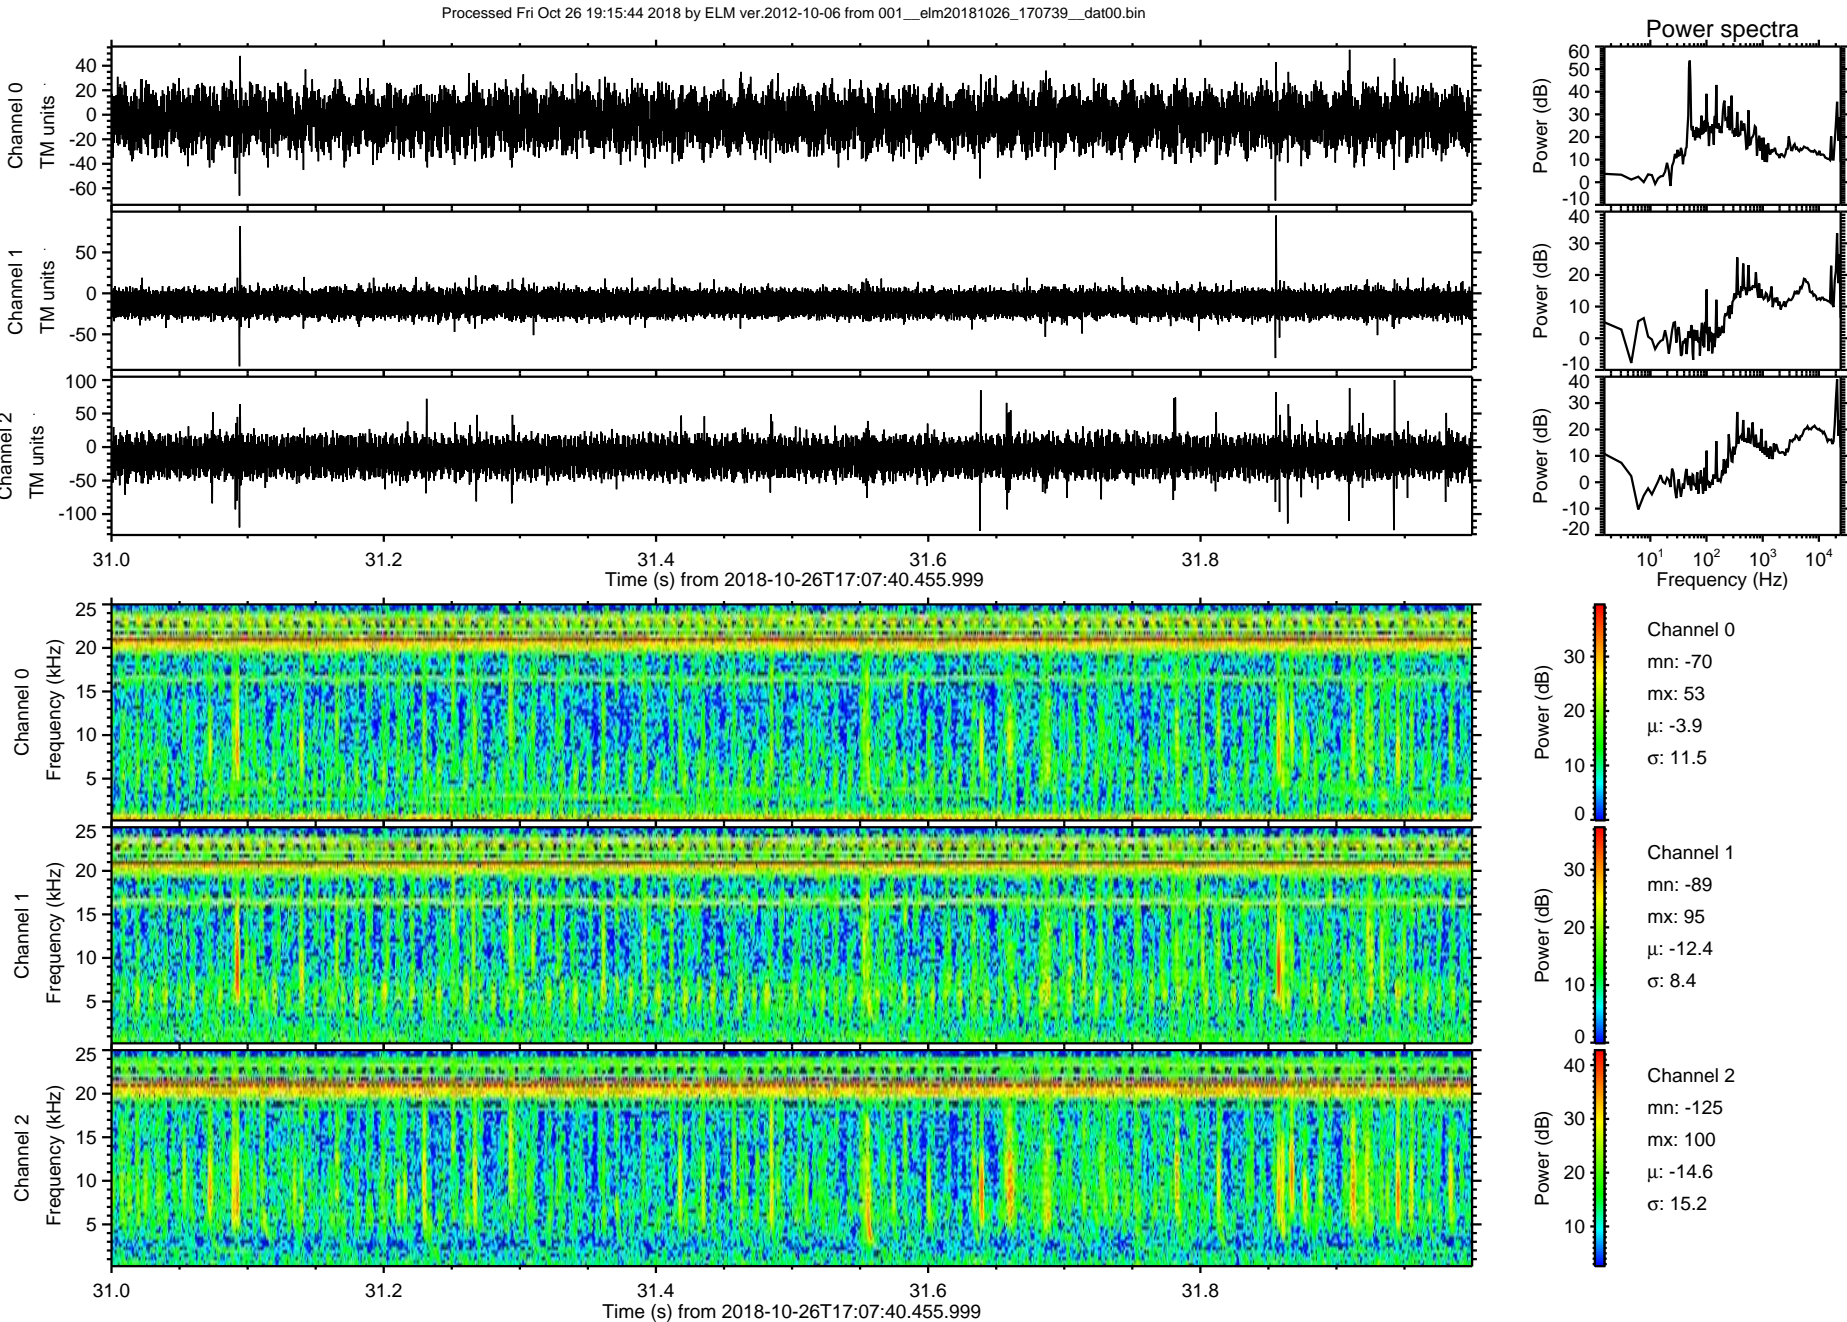 Processed Fri Oct 26 19:15:44 2018 by ELM ver.2012-10-06 from 001__elm20181026_170739__dat00.bin
Power spectra
Channel 0
TM units
40
20
0
-20
-40
-60
Power (dB)
60
50
40
30
20
10
0
-10
Channel 1
TM units
50
0
-50
Power (dB)
40
30
20
10
0
-10
Channel 2
TM units
100
50
0
-50
-100
Power (dB)
40
30
20
10
0
-10
-20
31.0 31.2 31.4 31.6 31.8
Time (s) from 2018-10-26T17:07:40.455.999
10^1 10^2 10^3 10^4
Frequency (Hz)
Channel 0
Frequency (kHz)
25
20
15
10
5
Power (dB)
30
20
10
0
Channel 0
mn: -70
mx: 53
μ: -3.9
σ: 11.5
Channel 1
Frequency (kHz)
25
20
15
10
5
Power (dB)
30
20
10
0
Channel 1
mn: -89
mx: 95
μ: -12.4
σ: 8.4
Channel 2
Frequency (kHz)
25
20
15
10
5
Power (dB)
40
30
20
10
Channel 2
mn: -125
mx: 100
μ: -14.6
σ: 15.2
31.0 31.2 31.4 31.6 31.8
Time (s) from 2018-10-26T17:07:40.455.999